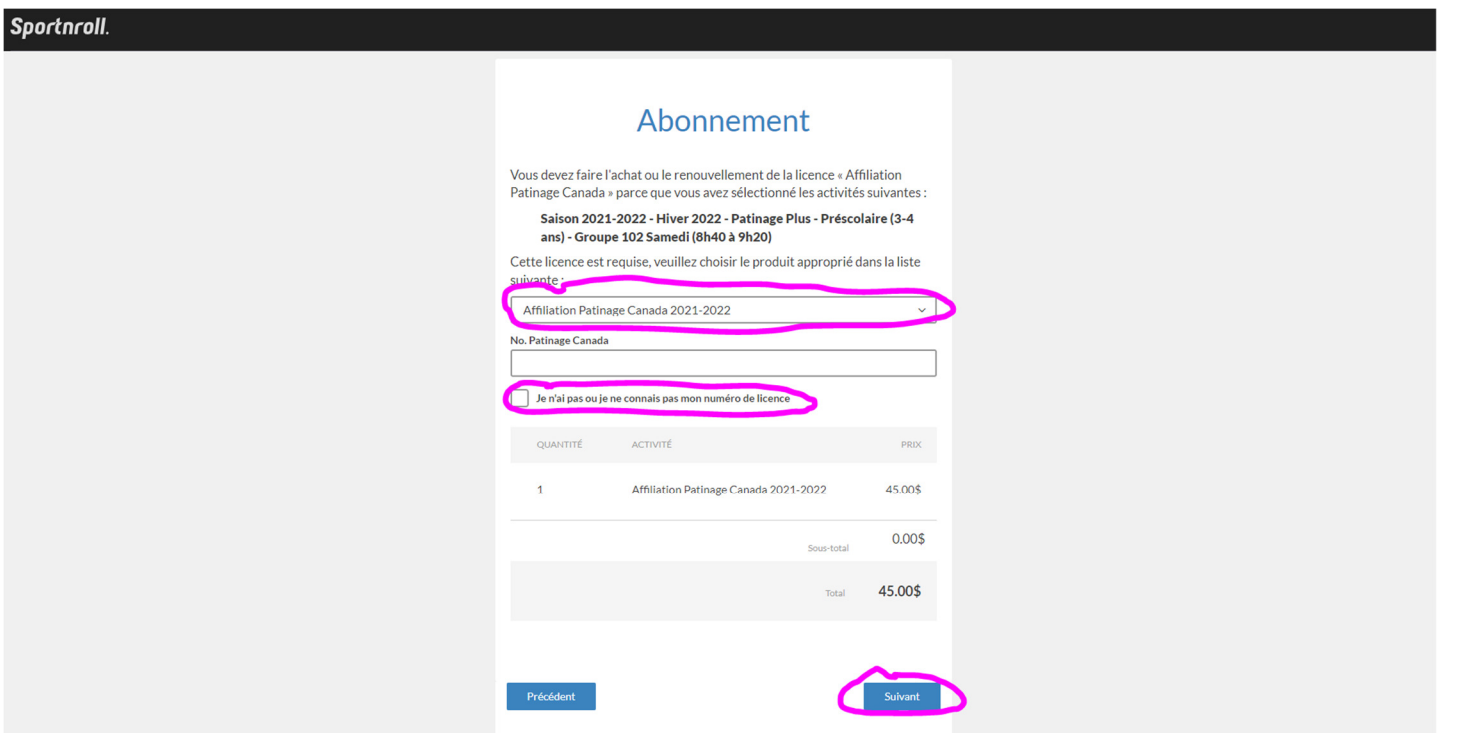 Sportnroll.
Abonnement
Vous devez faire l'achat ou le renouvellement de la licence « Affiliation
Patinage Canada » parce que vous avez sélectionné les activités suivantes :
Saison 2021-2022 - Hiver 2022 - Patinage Plus - Préscolaire (3-4
ans) - Groupe 102 Samedi (8h40 à 9h20)
Cette licence est requise, veuillez choisir le produit approprié dans la liste
suivante :
Affiliation Patinage Canada 2021-2022
No. Patinage Canada
Je n'ai pas ou je ne connais pas mon numéro de licence
QUANTITÉ ACTIVITÉ PRIX
1 Affiliation Patinage Canada 2021-2022 45.00$
Sous-total 0.00$
Total 45.00$
Précédent Suivant